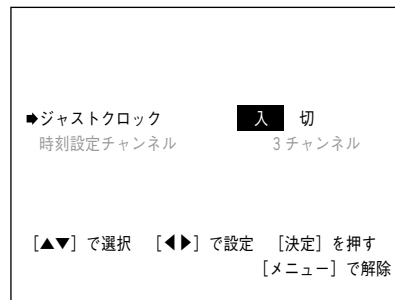 ➡ジャストクロック 入 切
時刻設定チャンネル 3チャンネル
[▲▼]で選択 [◀▶]で設定 [決定]を押す
[メニュー]で解除